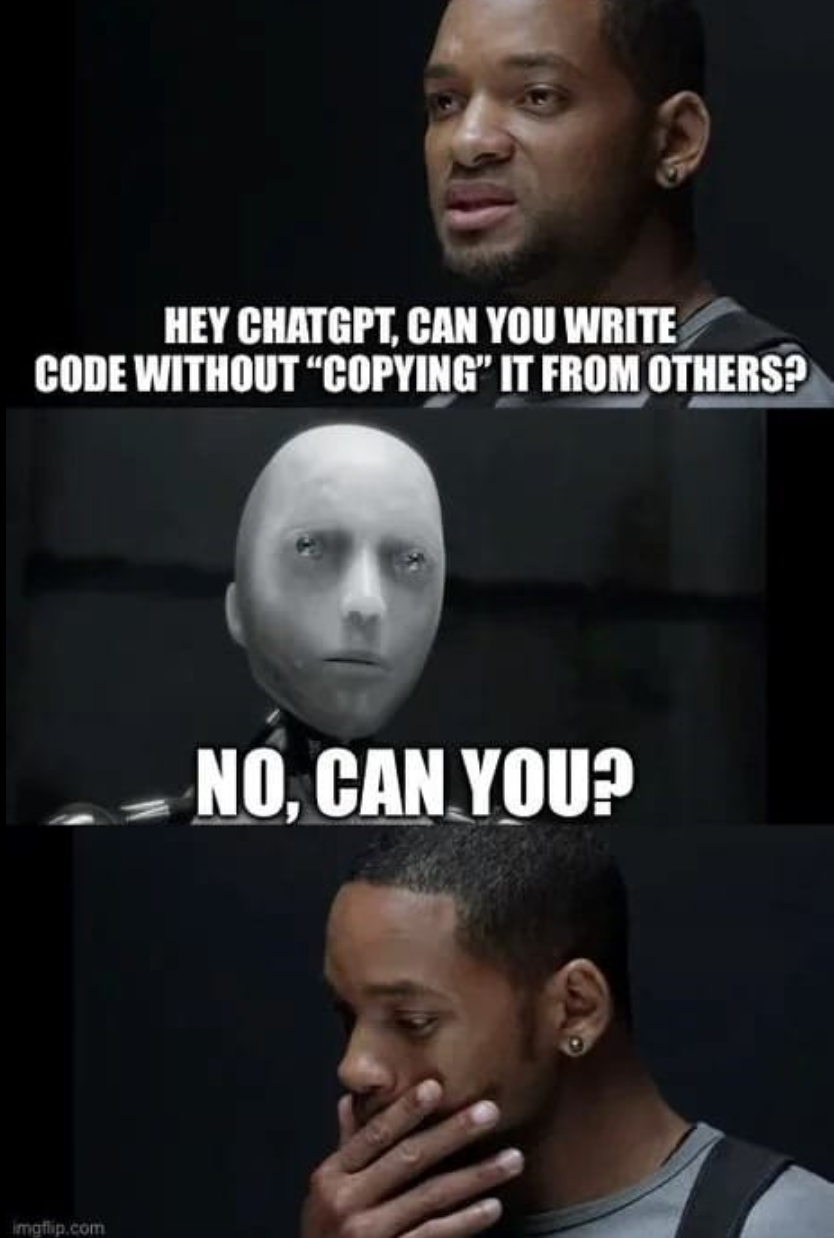 HEY CHATGPT, CAN YOU WRITE
CODE WITHOUT “COPYING” IT FROM OTHERS?
NO, CAN YOU?
imgflip.com